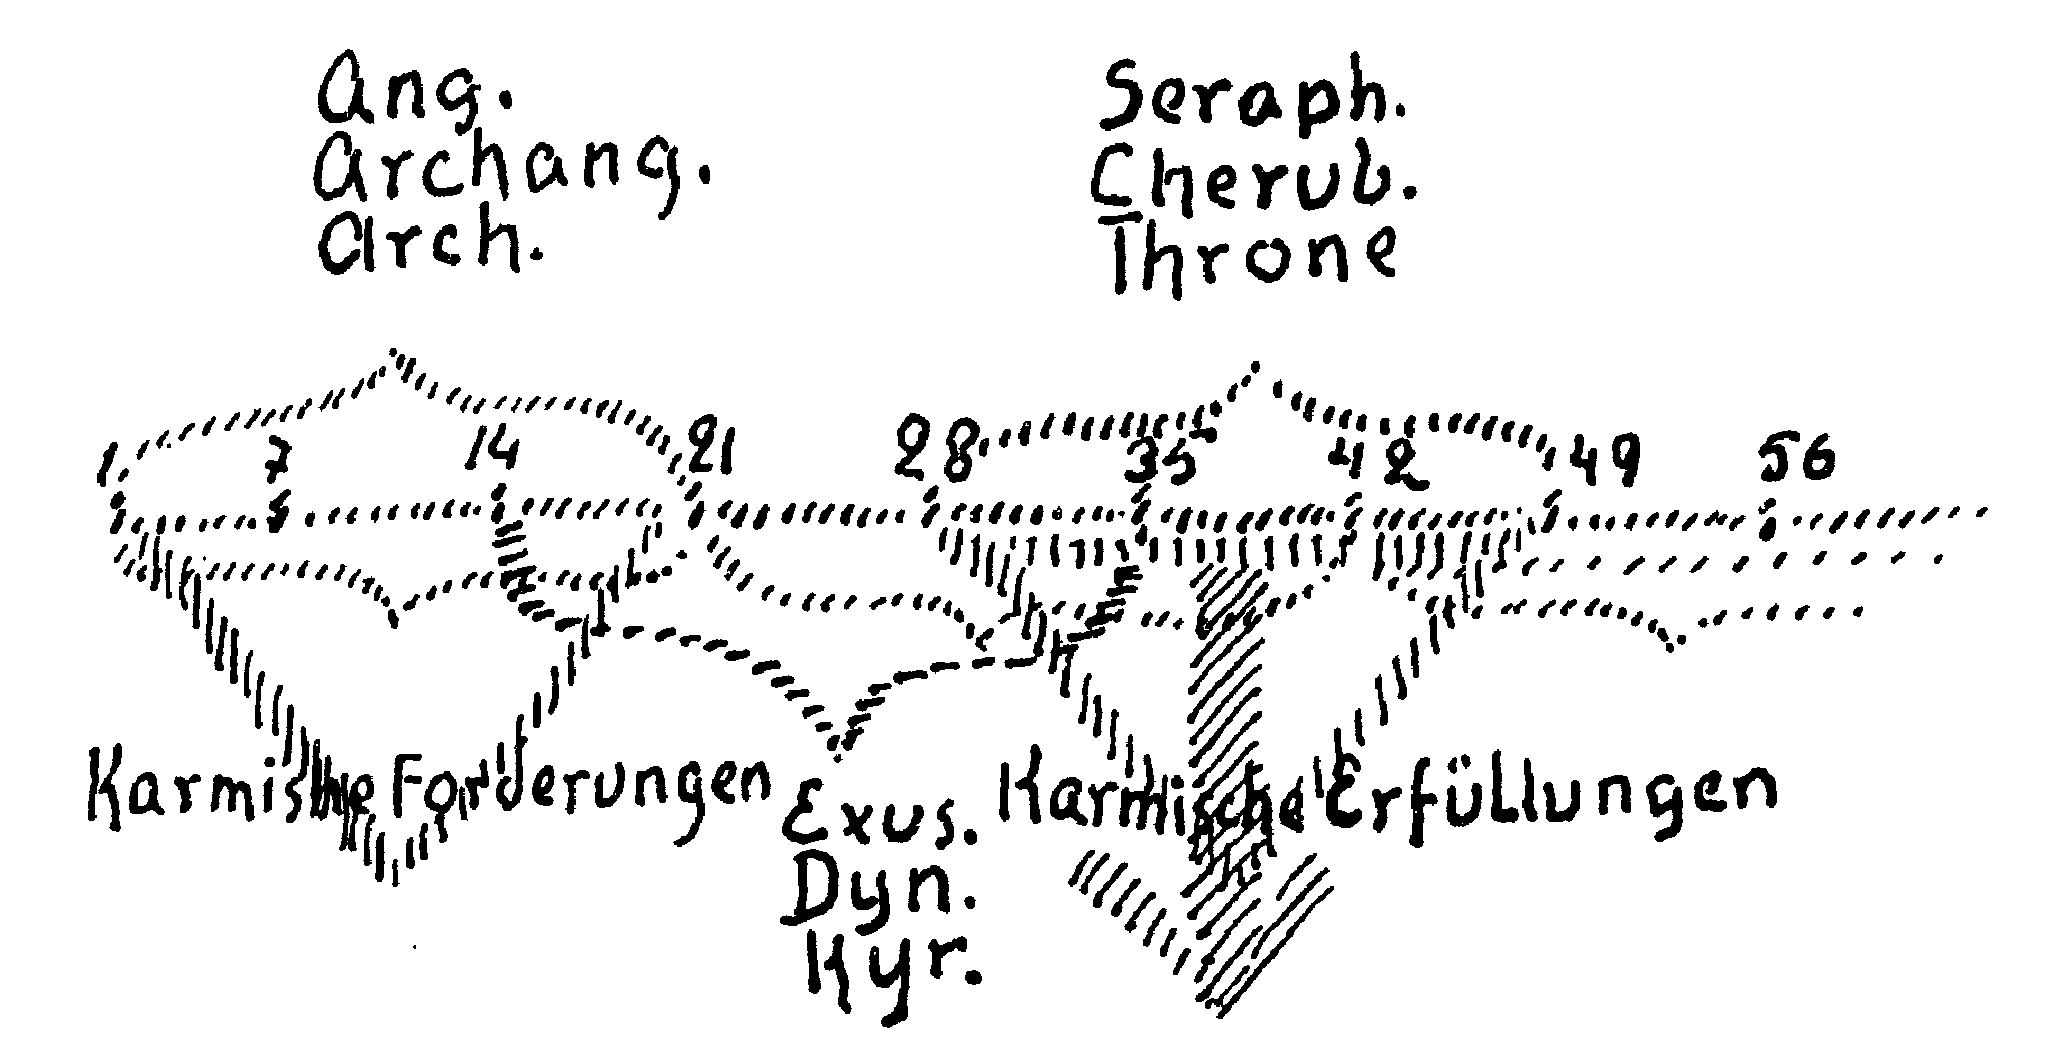 Ang.
Archang.
Arch.
Seraph.
Cherub.
Throne
1 7 14 21 28 35 42 49 56
Karmische Forderungen
Exus.
Dyn.
Kyr.
Karmische Erfüllungen